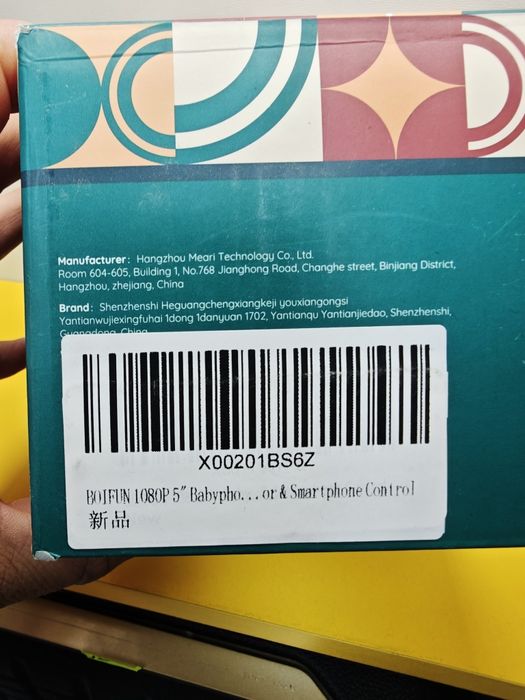 Manufacturer: Hangzhou Meari Technology Co., Ltd.
Room 604-605, Building 1, No.768 Jianghong Road, Changhe street, Binjiang District,
Hangzhou, zhejiang, China
Brand: Shenzhenshi Heguangchengxiangkeji youxiangongsi
Yantianwujiexingfuhai 1dong 1danyuan 1702, Yantianqu Yantianjiedao, Shenzhenshi,
Guangdong, China
X00201BS6Z
BOIFUN 1080P 5" Babypho...or & Smartphone Control
新品